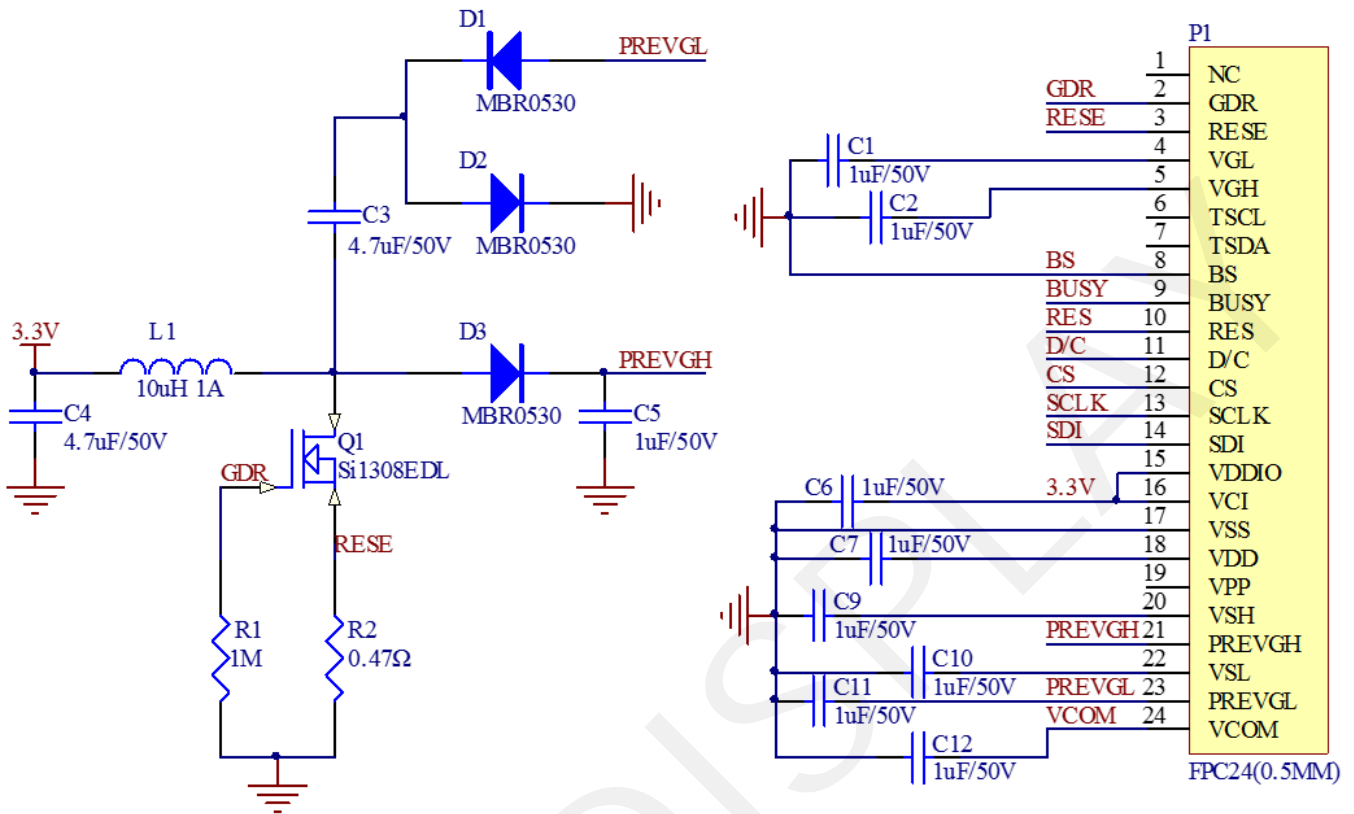 D1
PREVGL
MBR0530
D2
MBR0530
C3
4.7uF/50V
3.3V
L1
10uH 1A
D3
PREVGH
MBR0530
C4
4.7uF/50V
C5
1uF/50V
Q1
Si1308EDL
GDR
RESE
R1
1M
R2
0.47Ω
P1
1 NC
GDR 2 GDR
RESE 3 RESE
C1
1uF/50V
4 VGL
C2
1uF/50V
5 VGH
6 TSCL
7 TSDA
BS 8 BS
BUSY 9 BUSY
RES 10 RES
D/C 11 D/C
CS 12 CS
SCLK 13 SCLK
SDI 14 SDI
15 VDDIO
C6 1uF/50V 3.3V 16 VCI
17 VSS
C7 1uF/50V 18 VDD
19 VPP
C9
1uF/50V
20 VSH
PREVGH 21 PREVGH
C10
1uF/50V
22 VSL
C11
1uF/50V
PREVGL 23 PREVGL
VCOM 24 VCOM
C12
1uF/50V
FPC24(0.5MM)
DISPLAY